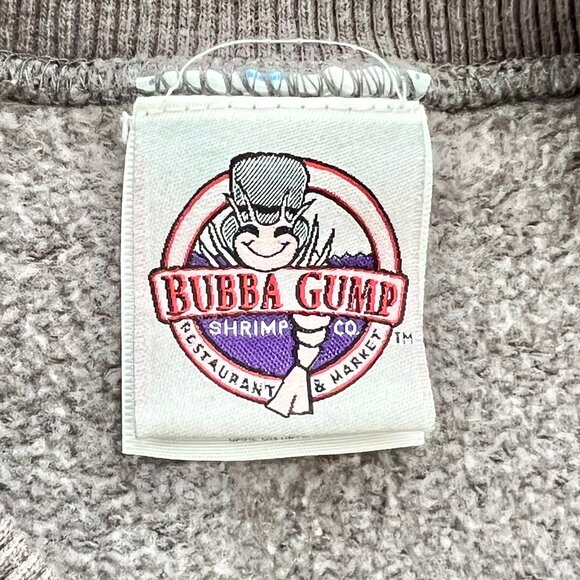 BUBBA GUMP
SHRIMP CO.
RESTAURANT & MARKET
TM